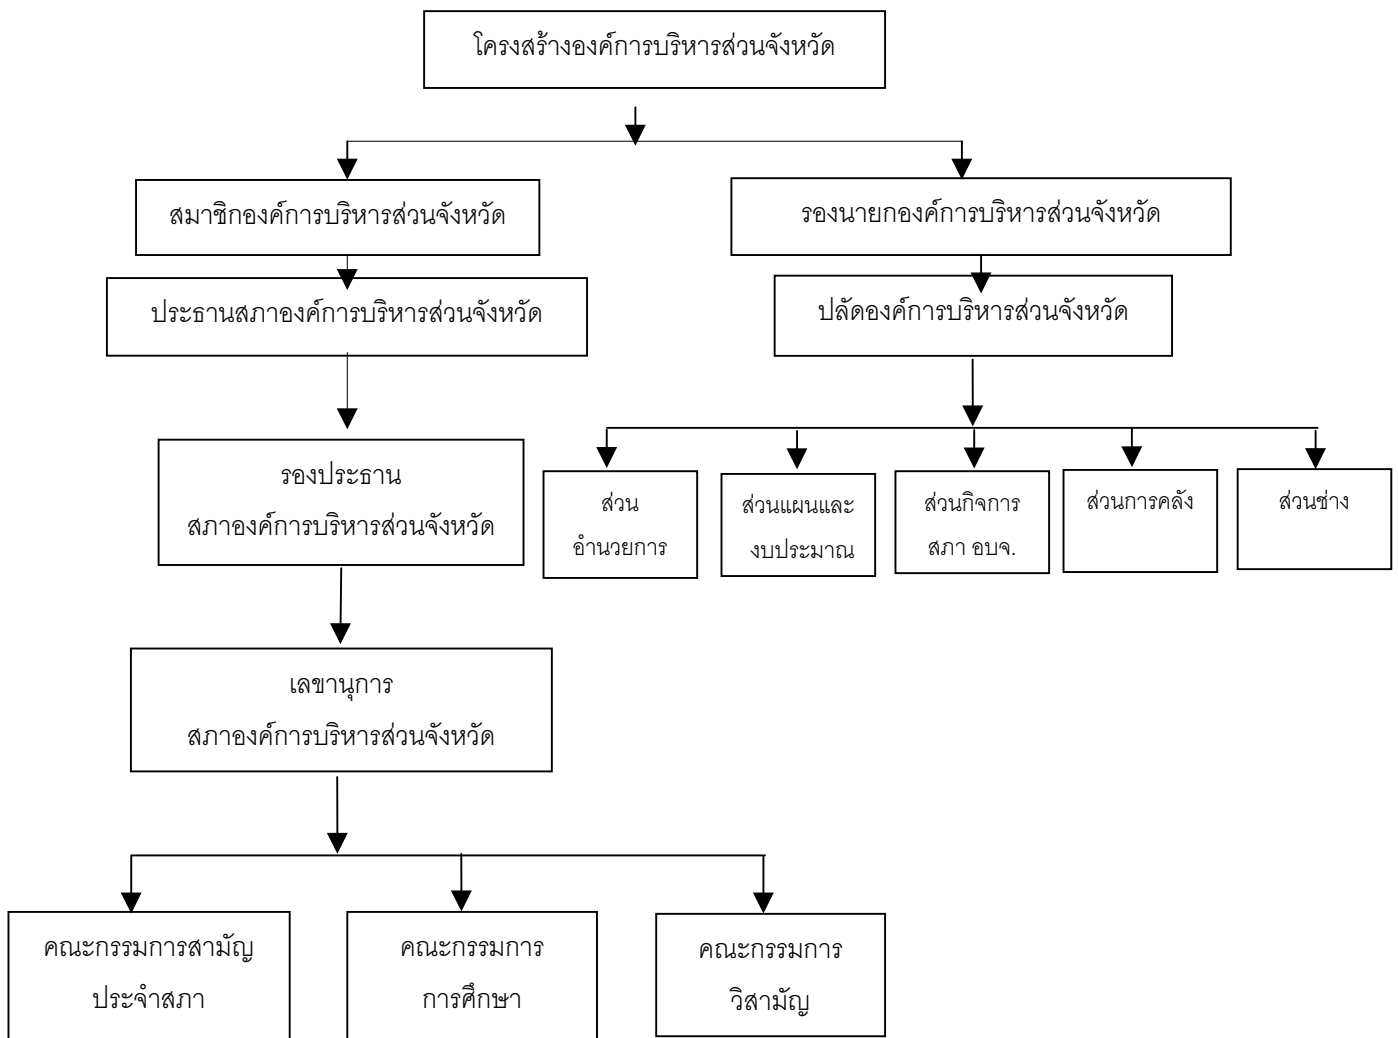 โครงสร้างองค์การบริหารส่วนจังหวัด
สมาชิกองค์การบริหารส่วนจังหวัด
รองนายกองค์การบริหารส่วนจังหวัด
ประธานสภาองค์การบริหารส่วนจังหวัด
ปลัดองค์การบริหารส่วนจังหวัด
รองประธาน
สภาองค์การบริหารส่วนจังหวัด
ส่วน
อำนวยการ
ส่วนแผนและ
งบประมาณ
ส่วนกิจการ
สภา อบจ.
ส่วนการคลัง
ส่วนช่าง
เลขานุการ
สภาองค์การบริหารส่วนจังหวัด
คณะกรรมการสามัญ
ประจำสภา
คณะกรรมการ
การศึกษา
คณะกรรมการ
วิสามัญ